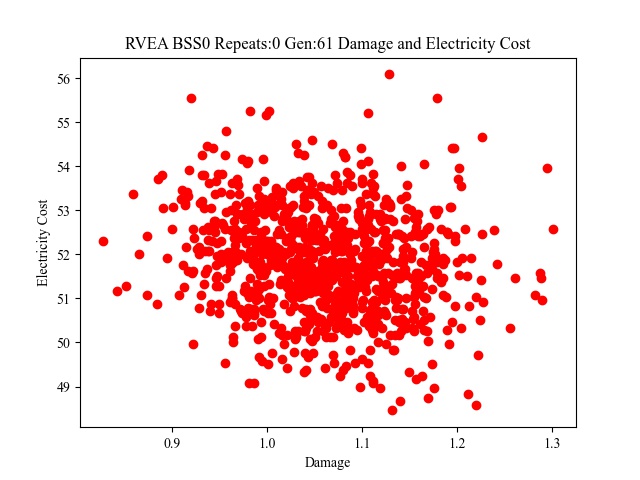 RVEA BSS0 Repeats:0 Gen:61 Damage and Electricity Cost
56
55
54
53
52
51
50
49
Electricity Cost
0.9 1.0 1.1 1.2 1.3
Damage